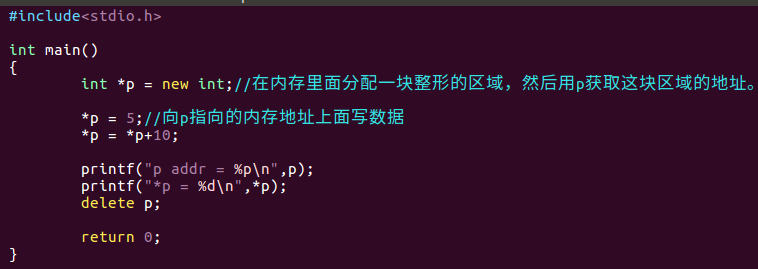 #include<stdio.h>
int main()
{
int *p = new int;//在内存里面分配一块整形的区域，然后用p获取这块区域的地址。
*p = 5;//向p指向的内存地址上面写数据
*p = *p+10;
printf("p addr = %p\n",p);
printf("*p = %d\n",*p);
delete p;
return 0;
}